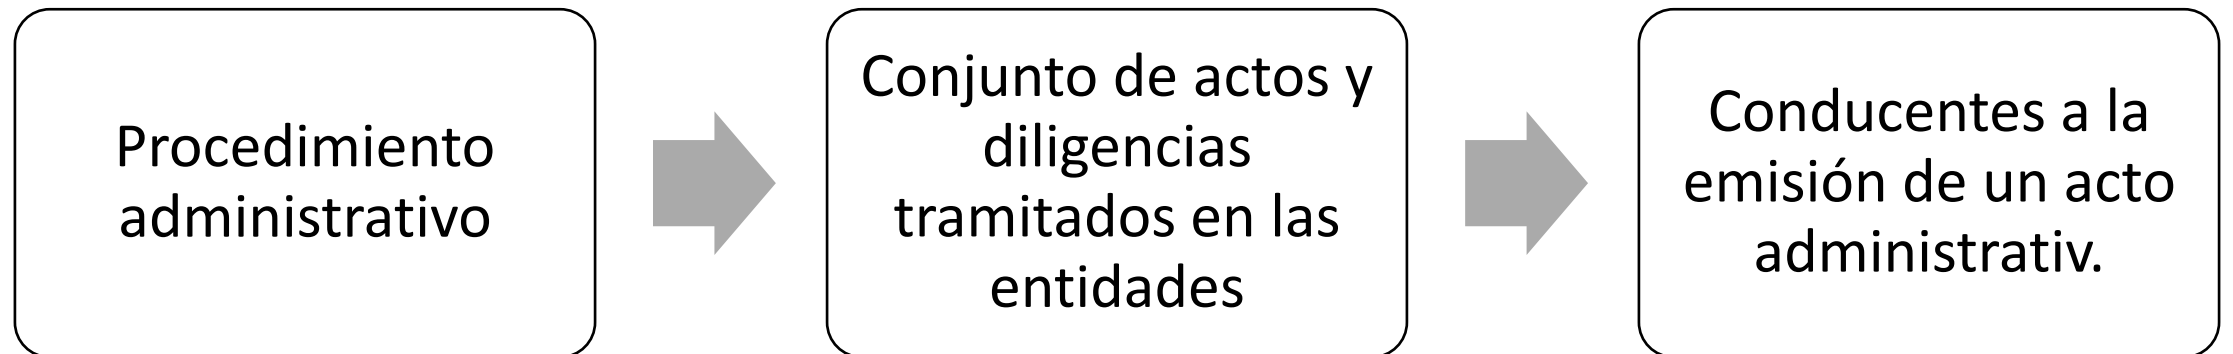 Procedimiento
administrativo
Conjunto de actos y
diligencias
tramitados en las
entidades
Conducentes a la
emisión de un acto
administrativ.